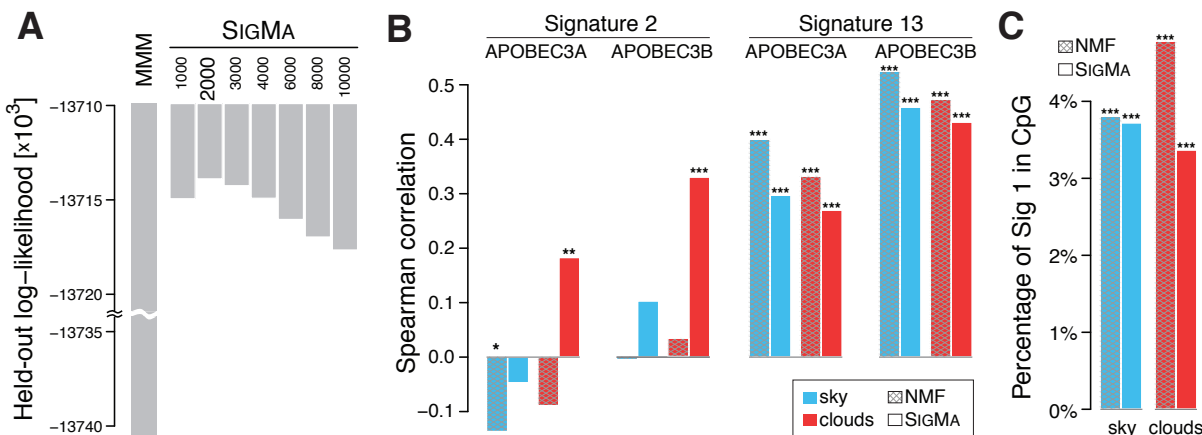 A
SIGMA
MMM
1000
2000
3000
4000
6000
8000
10000
Held-out log-likelihood [x10³]
−13710
−13715
−13720
−13735
−13740
B
Signature 2
Signature 13
APOBEC3A
APOBEC3B
APOBEC3A
APOBEC3B
Spearman correlation
0.5
0.4
0.3
0.2
0.1
0.0
−0.1
*
**
***
***
***
***
***
***
***
***
***
sky
NMF
clouds
SIGMA
C
NMF
SIGMA
Percentage of Sig 1 in CpG
4%
3%
2%
1%
0%
***
***
***
***
sky
clouds